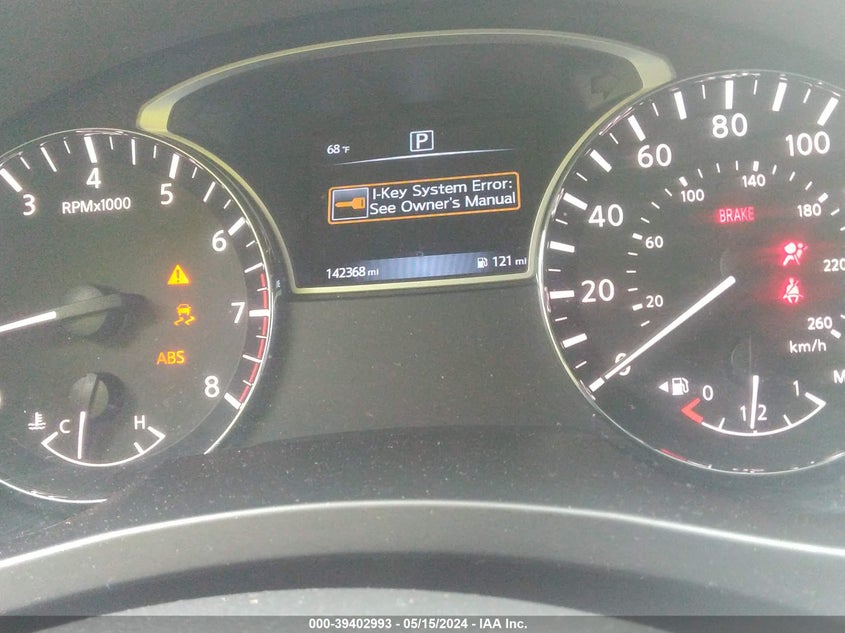 3
4
5
6
7
8
RPMx1000
ABS
C
H
68 °F
P
I-Key System Error:
See Owner's Manual
142368 mi
121 mi
0
20
40
60
80
100
20
60
100
140
180
220
260
km/h
BRAKE
0
1/2
1
M
000-39402993 - 05/15/2024 - IAA Inc.